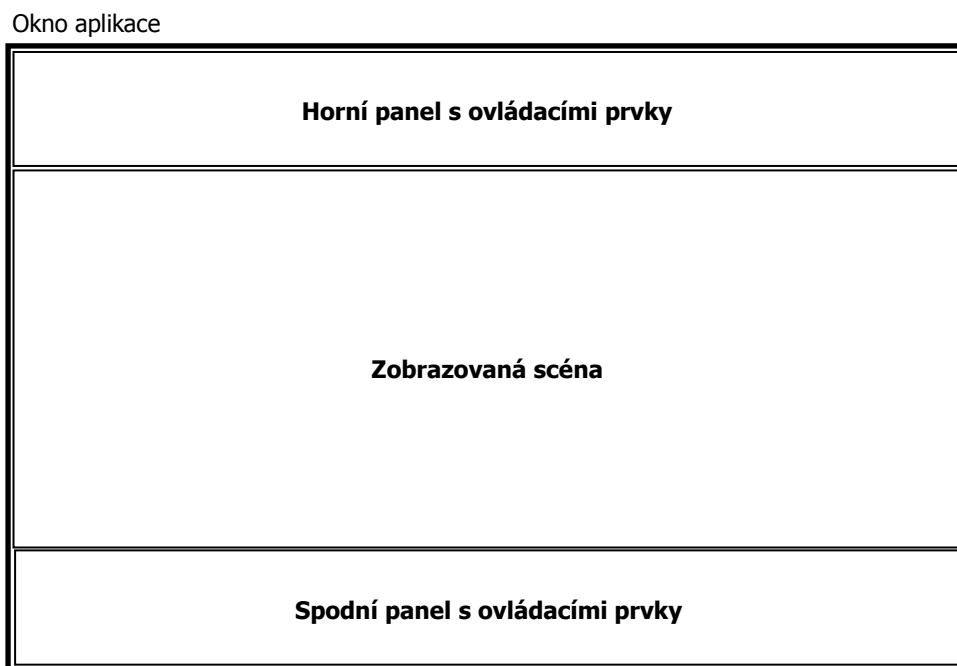 Okno aplikace
Horní panel s ovládacími prvky
Zobrazovaná scéna
Spodní panel s ovládacími prvky